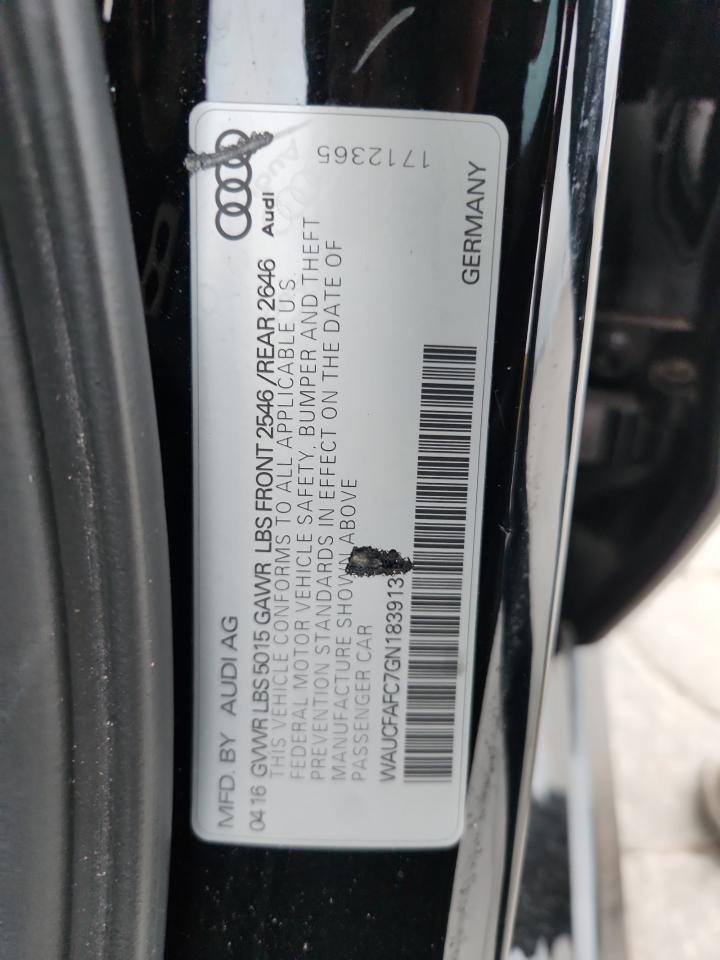 MFD. BY AUDI AG
Audi
0416 GVWR LBS 5015 GAWR LBS FRONT 2546 /REAR 2646
THIS VEHICLE CONFORMS TO ALL APPLICABLE U.S.
FEDERAL MOTOR VEHICLE SAFETY, BUMPER AND THEFT
PREVENTION STANDARDS IN EFFECT ON THE DATE OF
MANUFACTURE SHOWN ABOVE
PASSENGER CAR
WAUCFAFC7GN183913
1712365
GERMANY